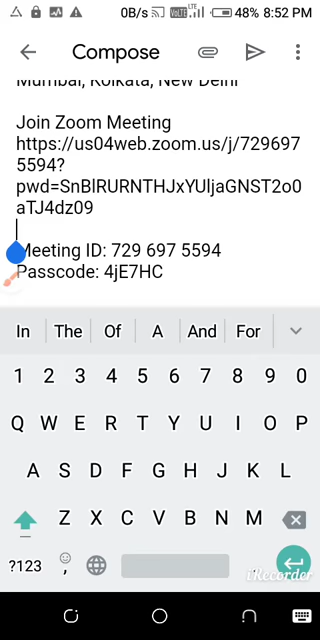 0B/s VoLTE LTE 48% 8:52 PM
Compose
Mumbai, Kolkata, New Delhi
Join Zoom Meeting
https://us04web.zoom.us/j/729697
5594?
pwd=SnBlRURNTHJxYUljaGNST2o0
aTJ4dz09
Meeting ID: 729 697 5594
Passcode: 4jE7HC
In The Of A And For
1 2 3 4 5 6 7 8 9 0
Q W E R T Y U I O P
A S D F G H J K L
Z X C V B N M
?123 , .
iRecorder